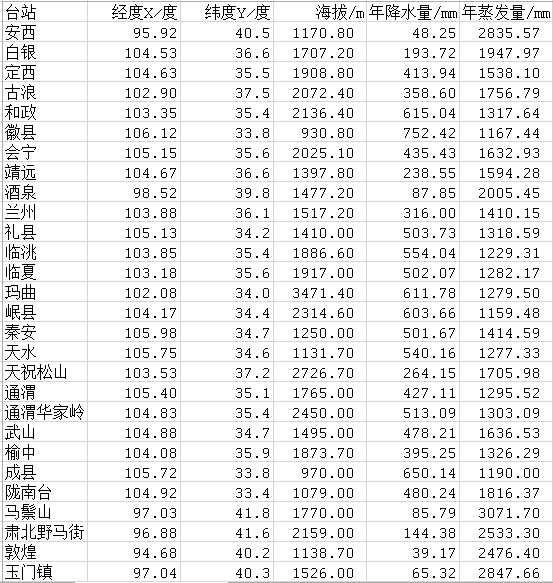 台站 经度X/度 纬度Y/度 海拔/m 年降水量/mm 年蒸发量/mm
安西 95.92 40.5 1170.80 48.25 2835.57
白银 104.53 36.6 1707.20 193.72 1947.97
定西 104.63 35.5 1908.80 413.94 1538.10
古浪 102.90 37.5 2072.40 358.60 1756.79
和政 103.35 35.4 2136.40 615.04 1317.64
徽县 106.12 33.8 930.80 752.42 1167.44
会宁 105.15 35.6 2025.10 435.43 1632.93
靖远 104.67 36.6 1397.80 238.55 1594.28
酒泉 98.52 39.8 1477.20 87.85 2005.45
兰州 103.88 36.1 1517.20 316.00 1410.15
礼县 105.13 34.2 1410.00 503.73 1318.59
临洮 103.85 35.4 1886.60 554.04 1229.31
临夏 103.18 35.6 1917.00 502.07 1282.17
玛曲 102.08 34.0 3471.40 611.78 1279.50
岷县 104.17 34.4 2314.60 603.66 1159.48
秦安 105.98 34.7 1250.00 501.67 1414.59
天水 105.75 34.6 1131.70 540.16 1277.33
天祝松山 103.53 37.2 2726.70 264.15 1705.98
通渭 105.40 35.1 1765.00 427.11 1295.52
通渭华家岭 104.83 35.4 2450.00 513.09 1303.09
武山 104.88 34.7 1495.00 478.21 1636.53
榆中 104.08 35.9 1873.70 395.25 1326.29
成县 105.72 33.8 970.00 650.14 1190.00
陇南台 104.92 33.4 1079.00 480.24 1816.37
马鬃山 97.03 41.8 1770.00 85.79 3071.70
肃北野马街 96.88 41.6 2159.00 144.38 2533.30
敦煌 94.68 40.2 1138.70 39.17 2476.40
玉门镇 97.04 40.3 1526.00 65.32 2847.66